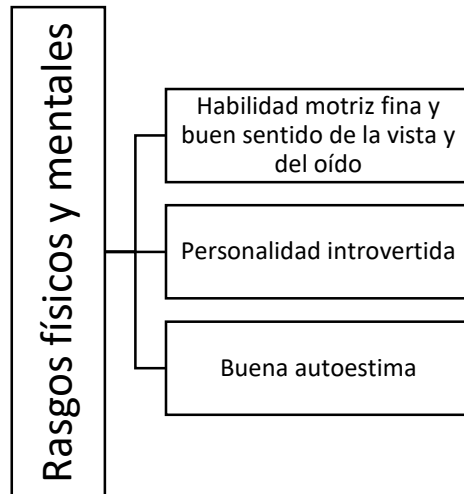 Rasgos físicos y mentales
Habilidad motriz fina y
buen sentido de la vista y
del oído
Personalidad introvertida
Buena autoestima